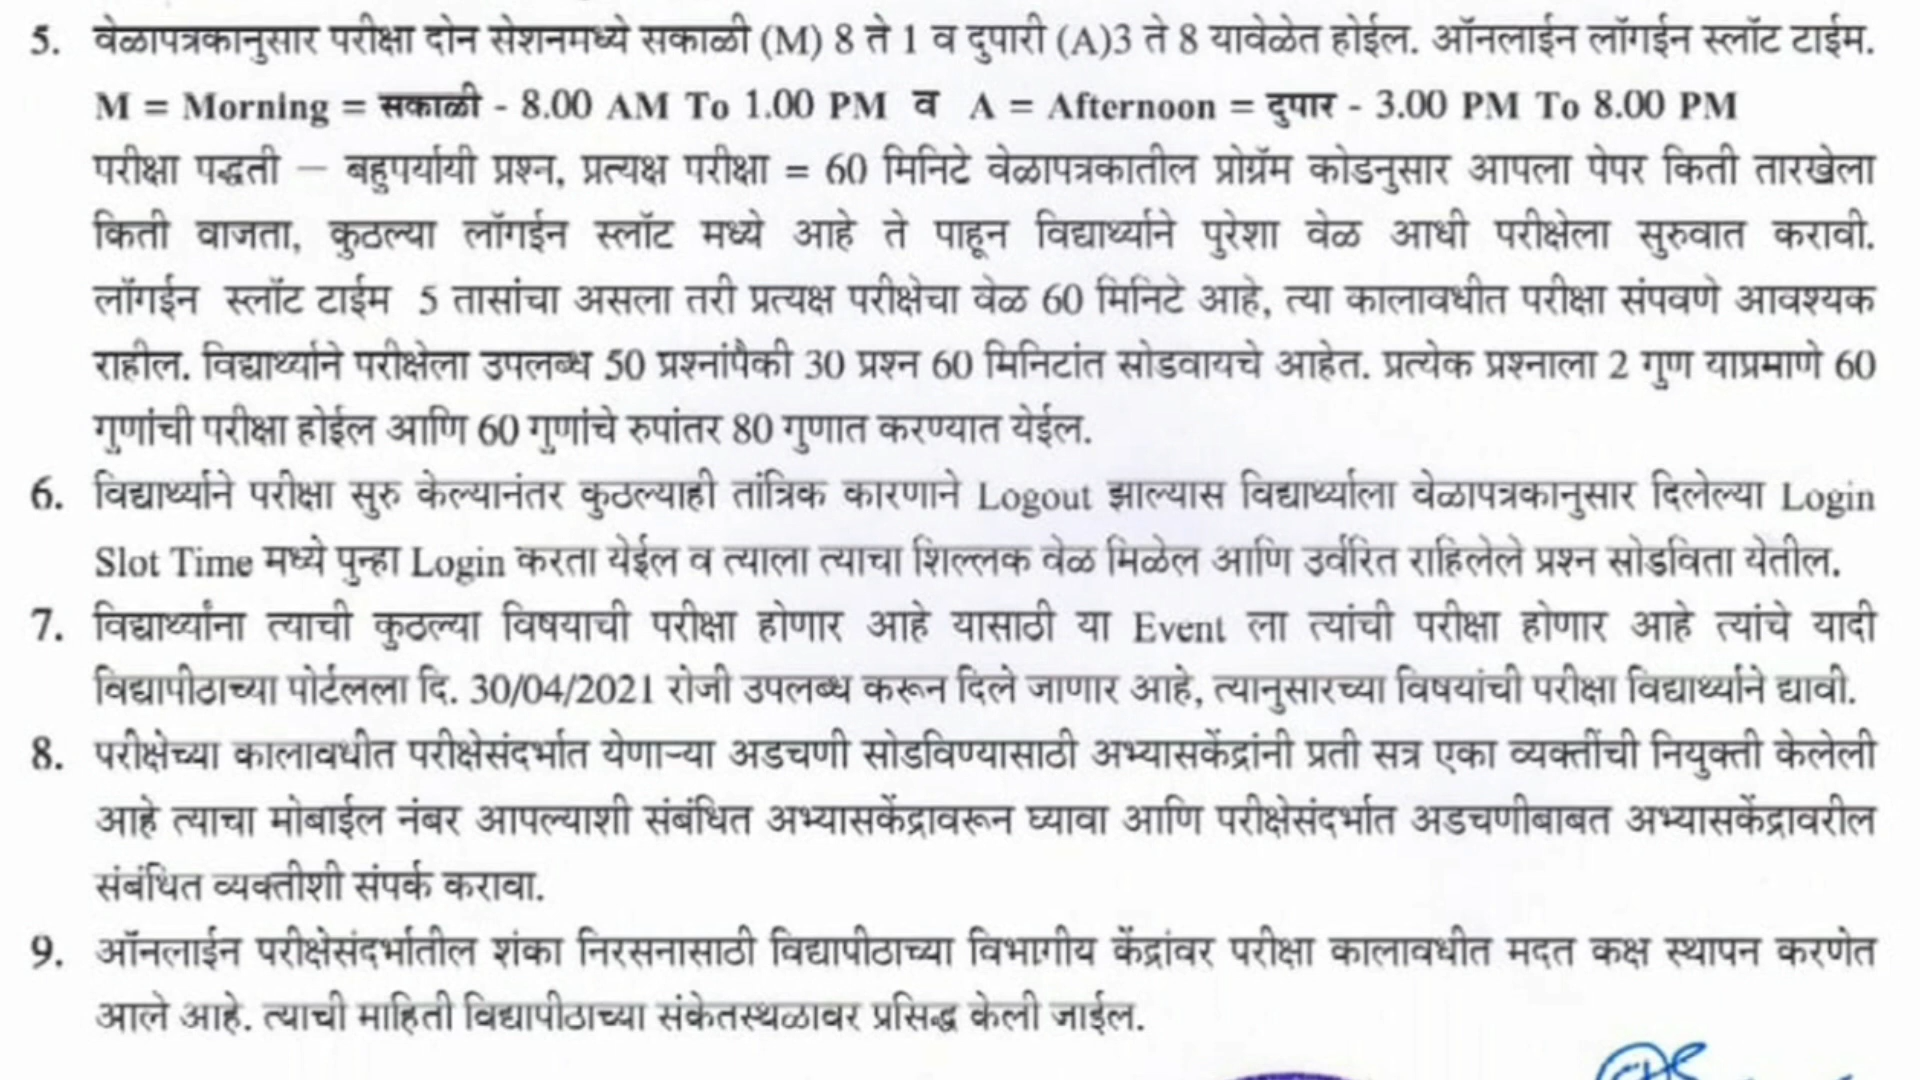 5. वेळापत्रकानुसार परीक्षा दोन सेशनमध्ये सकाळी (M) 8 ते 1 व दुपारी (A)3 ते 8 यावेळेत होईल. ऑनलाईन लॉगईन स्लॉट टाईम.
M = Morning = सकाळी - 8.00 AM To 1.00 PM व A = Afternoon = दुपार - 3.00 PM To 8.00 PM
परीक्षा पद्धती – बहुपर्यायी प्रश्न, प्रत्यक्ष परीक्षा = 60 मिनिटे वेळापत्रकातील प्रोग्रॅम कोडनुसार आपला पेपर किती तारखेला
किती वाजता, कुठल्या लॉगईन स्लॉट मध्ये आहे ते पाहून विद्यार्थ्याने पुरेशा वेळ आधी परीक्षेला सुरुवात करावी.
लॉगईन स्लॉट टाईम 5 तासांचा असला तरी प्रत्यक्ष परीक्षेचा वेळ 60 मिनिटे आहे, त्या कालावधीत परीक्षा संपवणे आवश्यक
राहील. विद्यार्थ्याने परीक्षेला उपलब्ध 50 प्रश्नांपैकी 30 प्रश्न 60 मिनिटांत सोडवायचे आहेत. प्रत्येक प्रश्नाला 2 गुण याप्रमाणे 60
गुणांची परीक्षा होईल आणि 60 गुणांचे रुपांतर 80 गुणात करण्यात येईल.
6. विद्यार्थ्याने परीक्षा सुरु केल्यानंतर कुठल्याही तांत्रिक कारणाने Logout झाल्यास विद्यार्थ्याला वेळापत्रकानुसार दिलेल्या Login
Slot Time मध्ये पुन्हा Login करता येईल व त्याला त्याचा शिल्लक वेळ मिळेल आणि उर्वरित राहिलेले प्रश्न सोडविता येतील.
7. विद्यार्थ्यांना त्याची कुठल्या विषयाची परीक्षा होणार आहे यासाठी या Event ला त्यांची परीक्षा होणार आहे त्यांचे यादी
विद्यापीठाच्या पोर्टलला दि. 30/04/2021 रोजी उपलब्ध करून दिले जाणार आहे, त्यानुसारच्या विषयांची परीक्षा विद्यार्थ्याने द्यावी.
8. परीक्षेच्या कालावधीत परीक्षेसंदर्भात येणाऱ्या अडचणी सोडविण्यासाठी अभ्यासकेंद्रांनी प्रती सत्र एका व्यक्तींची नियुक्ती केलेली
आहे त्याचा मोबाईल नंबर आपल्याशी संबंधित अभ्यासकेंद्रावरून घ्यावा आणि परीक्षेसंदर्भात अडचणीबाबत अभ्यासकेंद्रावरील
संबंधित व्यक्तीशी संपर्क करावा.
9. ऑनलाईन परीक्षेसंदर्भातील शंका निरसनासाठी विद्यापीठाच्या विभागीय केंद्रांवर परीक्षा कालावधीत मदत कक्ष स्थापन करणेत
आले आहे. त्याची माहिती विद्यापीठाच्या संकेतस्थळावर प्रसिद्ध केली जाईल.